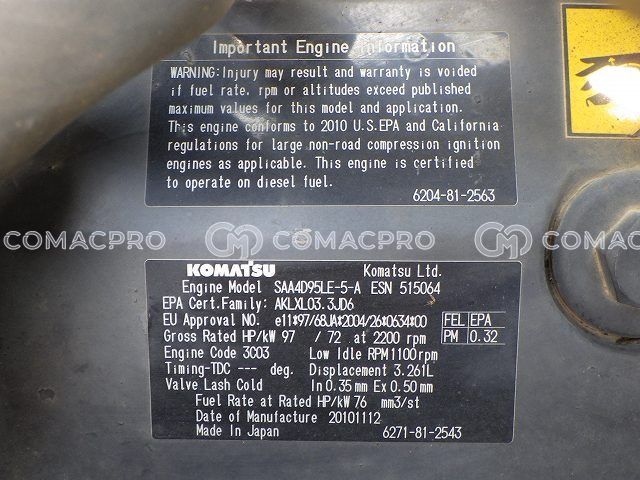 Important Engine Information
WARNING:Injury may result and warranty is voided
if fuel rate. rpm or altitudes exceed published
maximum values for this model and application.
This engine conforms to 2010 U.S.EPA and California
regulations for large non-road compression ignition
engines as applicable. This engine is certified
to operate on diesel fuel.
6204-81-2563
COMACPRO COMACPRO COMACPRO
KOMATSU Komatsu Ltd.
Engine Model SAA4D95LE-5-A ESN 515064
EPA Cert.Family: AKLXL03.3JD6
EU Approval NO. e11*97/68JA*2004/26*0634*00 FEL EPA
Gross Rated HP/kW 97 / 72 at 2200 rpm PM 0.32
Engine Code 3C03 Low Idle RPM1100rpm
Timing-TDC --- deg. Displacement 3.261L
Valve Lash Cold In 0.35mm Ex 0.50mm
Fuel Rate at Rated HP/kW 76 mm3/st
Date of Manufacture 20101112
Made In Japan 6271-81-2543